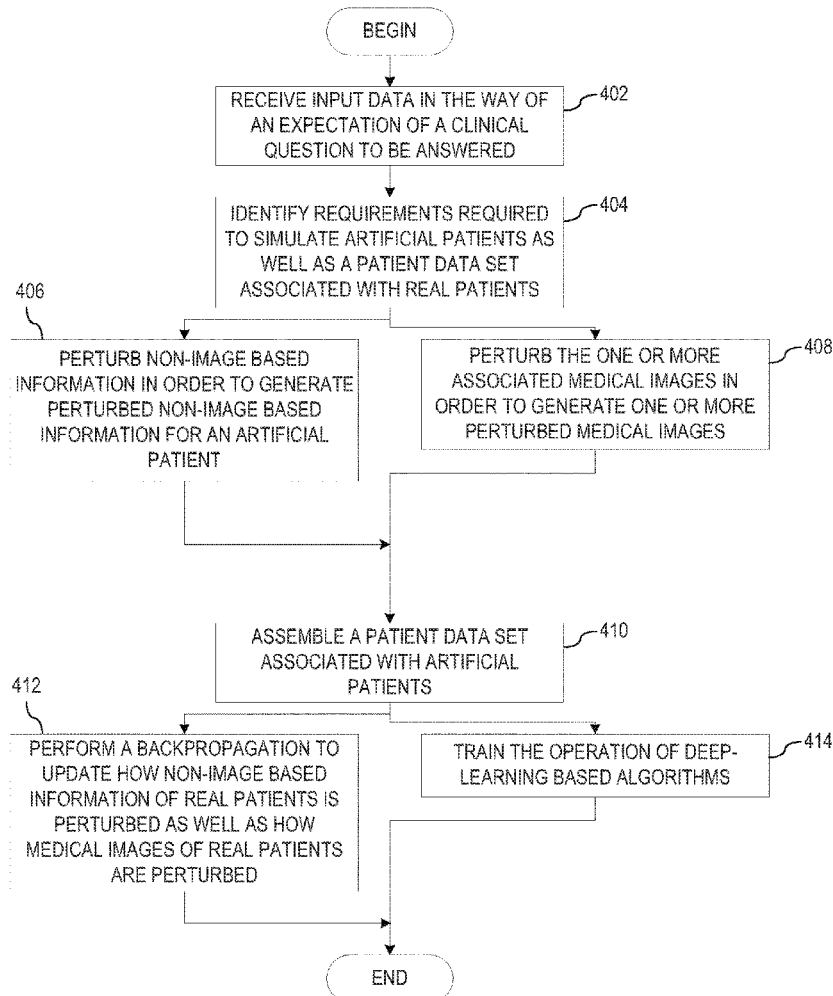 BEGIN
RECEIVE INPUT DATA IN THE WAY OF
AN EXPECTATION OF A CLINICAL
QUESTION TO BE ANSWERED
402
IDENTIFY REQUIREMENTS REQUIRED
TO SIMULATE ARTIFICIAL PATIENTS AS
WELL AS A PATIENT DATA SET
ASSOCIATED WITH REAL PATIENTS
404
406
PERTURB NON-IMAGE BASED
INFORMATION IN ORDER TO GENERATE
PERTURBED NON-IMAGE BASED
INFORMATION FOR AN ARTIFICIAL
PATIENT
PERTURB THE ONE OR MORE
ASSOCIATED MEDICAL IMAGES IN
ORDER TO GENERATE ONE OR MORE
PERTURBED MEDICAL IMAGES
408
ASSEMBLE A PATIENT DATA SET
ASSOCIATED WITH ARTIFICIAL
PATIENTS
410
412
PERFORM A BACKPROPAGATION TO
UPDATE HOW NON-IMAGE BASED
INFORMATION OF REAL PATIENTS IS
PERTURBED AS WELL AS HOW
MEDICAL IMAGES OF REAL PATIENTS
ARE PERTURBED
TRAIN THE OPERATION OF DEEP-
LEARNING BASED ALGORITHMS
414
END